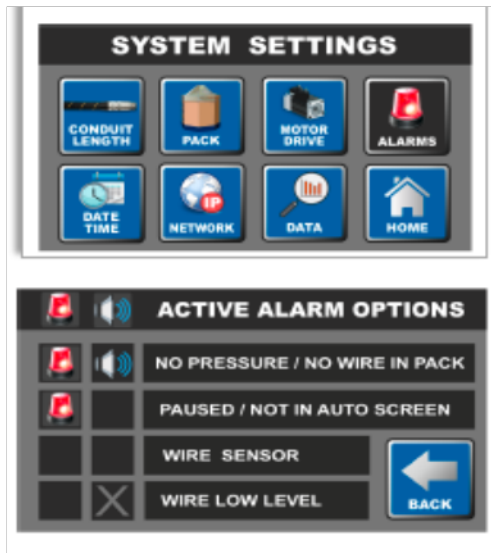 SYSTEM SETTINGS
CONDUIT
LENGTH
PACK
MOTOR
DRIVE
ALARMS
DATE
TIME
NETWORK
IP
DATA
HOME
ACTIVE ALARM OPTIONS
NO PRESSURE / NO WIRE IN PACK
PAUSED / NOT IN AUTO SCREEN
WIRE SENSOR
WIRE LOW LEVEL
BACK